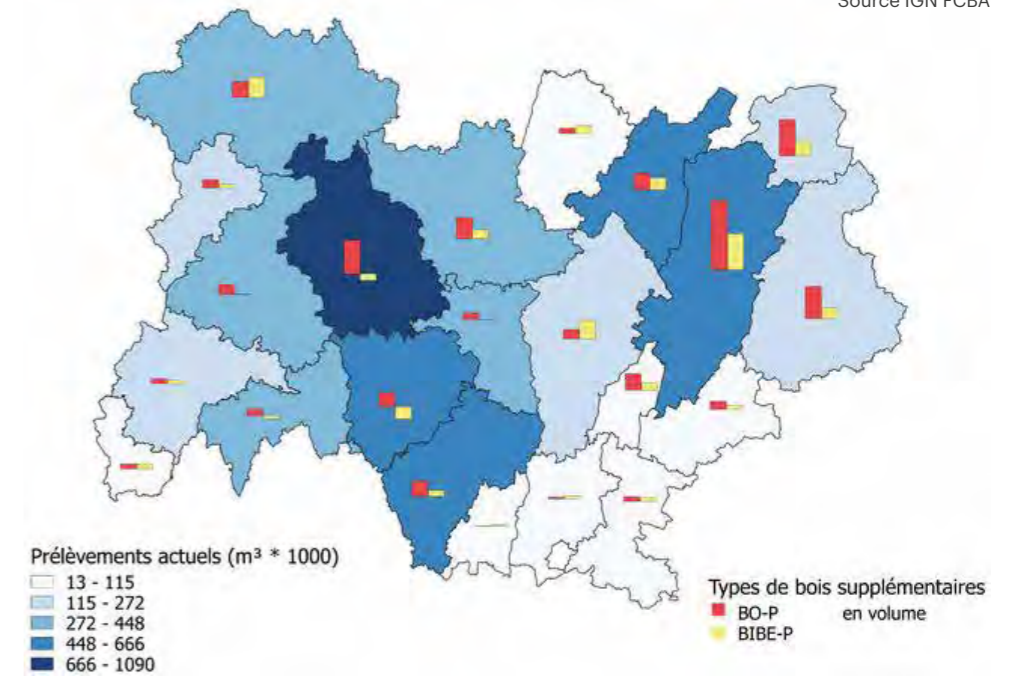 Source IGN FCBA
Prélèvements actuels (m³ * 1000)
13 - 115
115 - 272
272 - 448
448 - 666
666 - 1090
Types de bois supplémentaires
BO-P en volume
BIBE-P